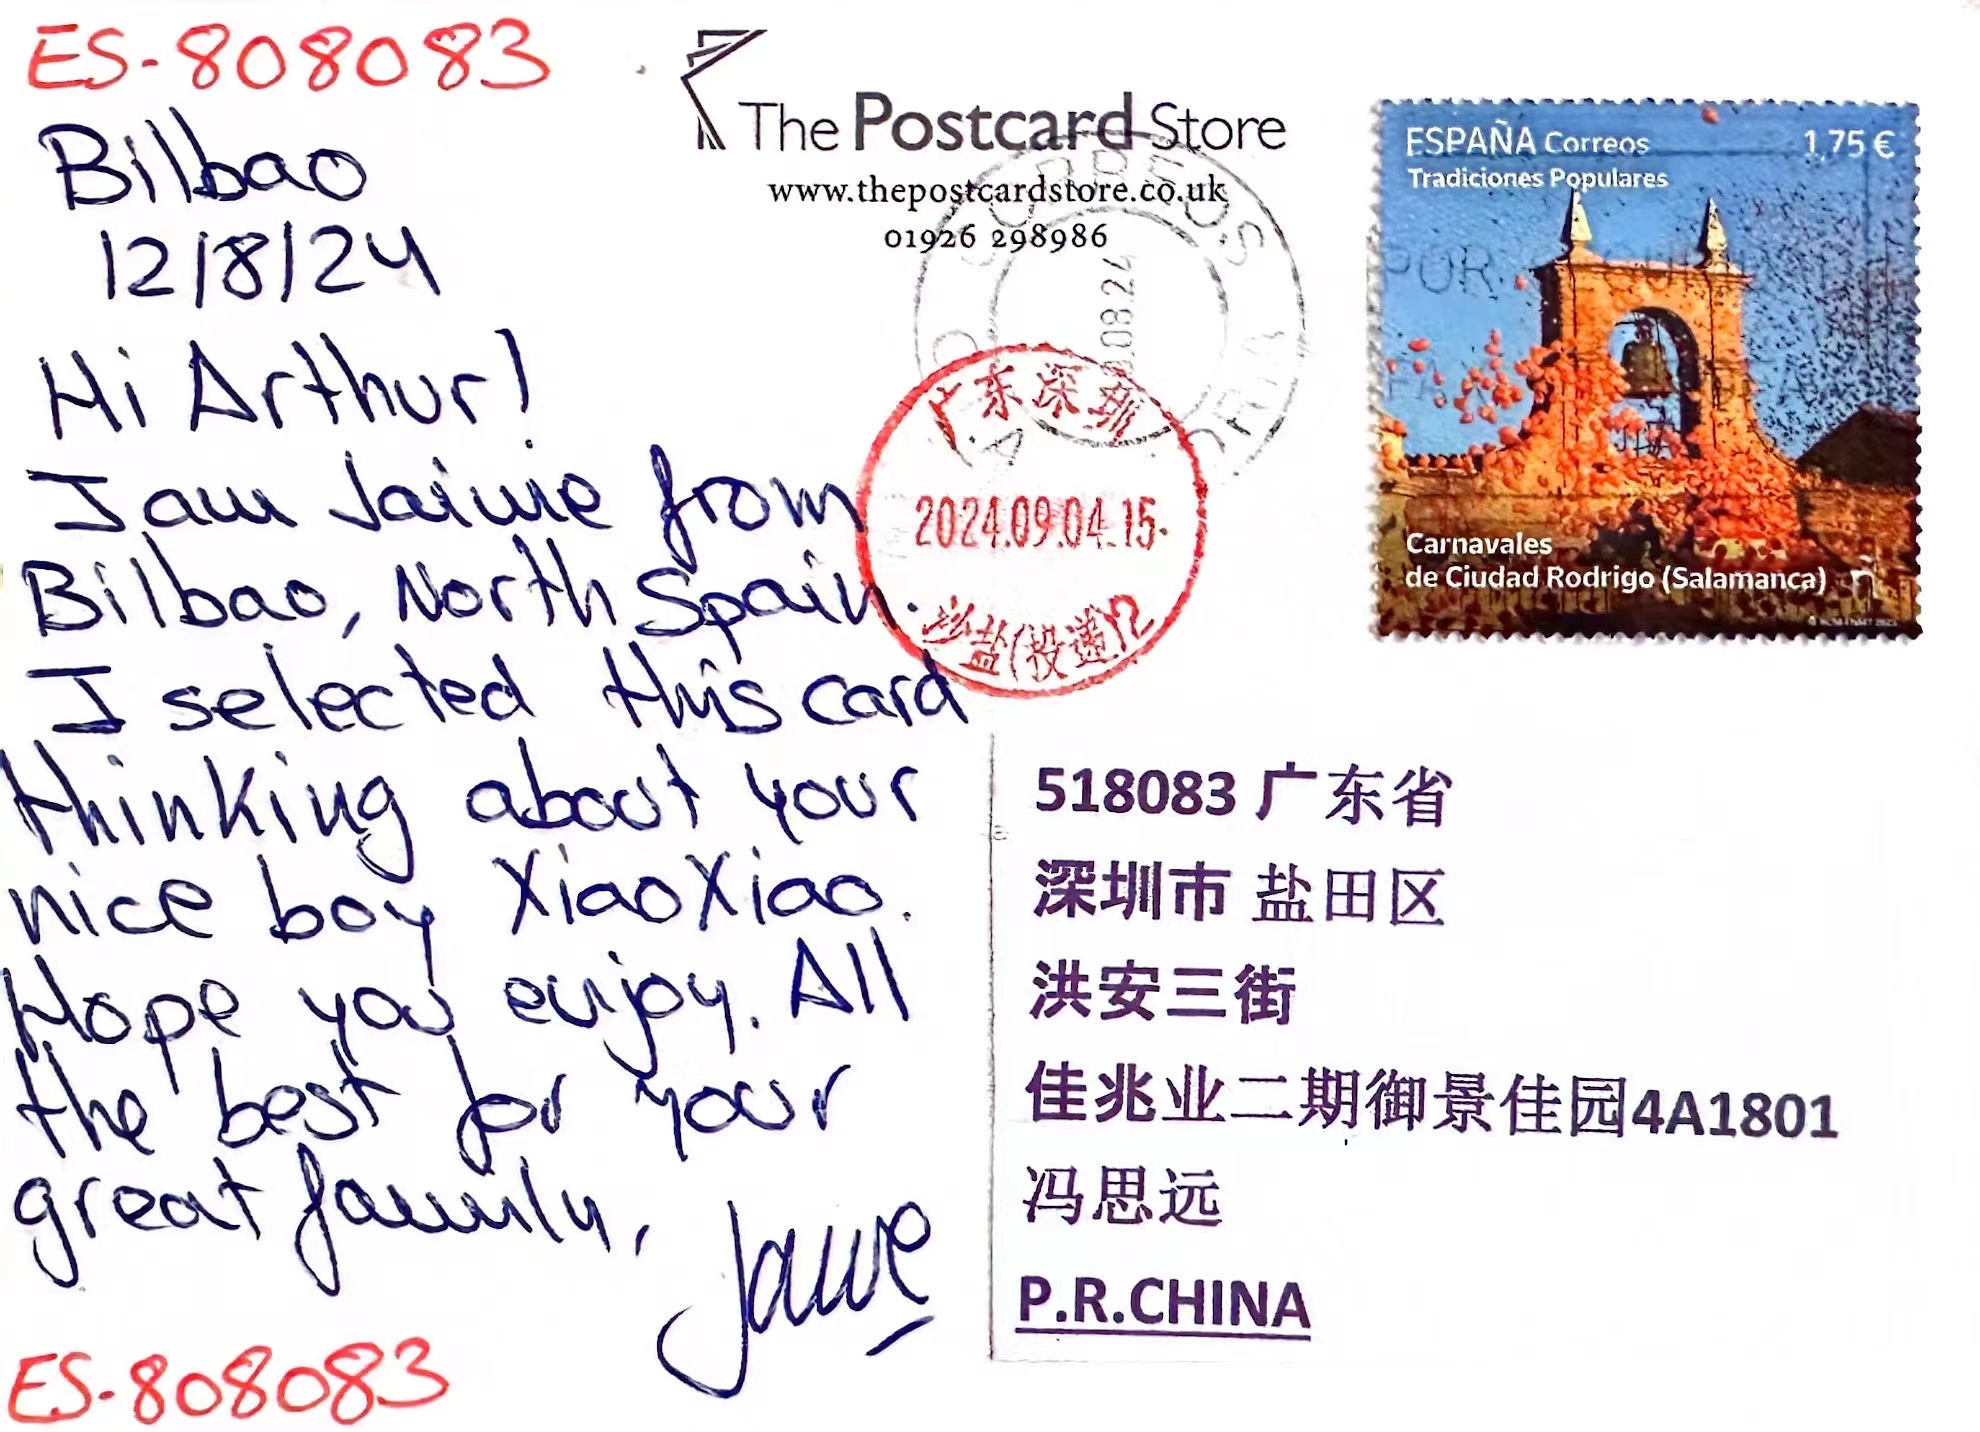 ES-808083
Bilbao
12/8/24
Hi Arthur!
I am Jaime from
Bilbao, North Spain.
I selected this card
thinking about your
nice boy XiaoXiao.
Hope you enjoy. All
the best for your
great family,
Jaime
ES-808083
The Postcard Store
www.thepostcardstore.co.uk
01926 298986
CORREOS
08.24
广东深圳
2024.09.04.15
沙盐(投递)2
ESPAÑA Correos
1,75 €
Tradiciones Populares
Carnavales
de Ciudad Rodrigo (Salamanca)
518083 广东省
深圳市 盐田区
洪安三街
佳兆业二期御景佳园4A1801
冯思远
P.R.CHINA